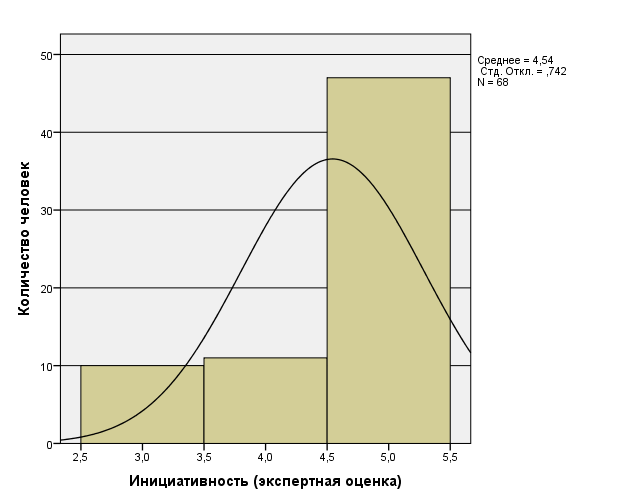 50
40
30
20
10
0
Количество человек
2,5 3,0 3,5 4,0 4,5 5,0 5,5
Инициативность (экспертная оценка)
Среднее = 4,54
Стд. Откл. = ,742
N = 68